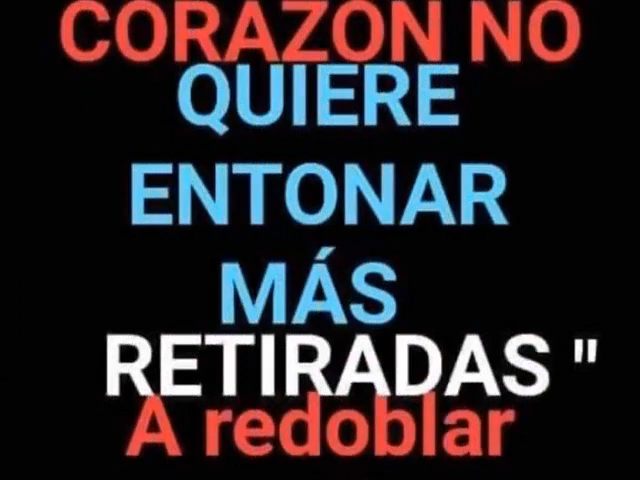 CORAZON NO
QUIERE
ENTONAR
MÁS
RETIRADAS "
A redoblar